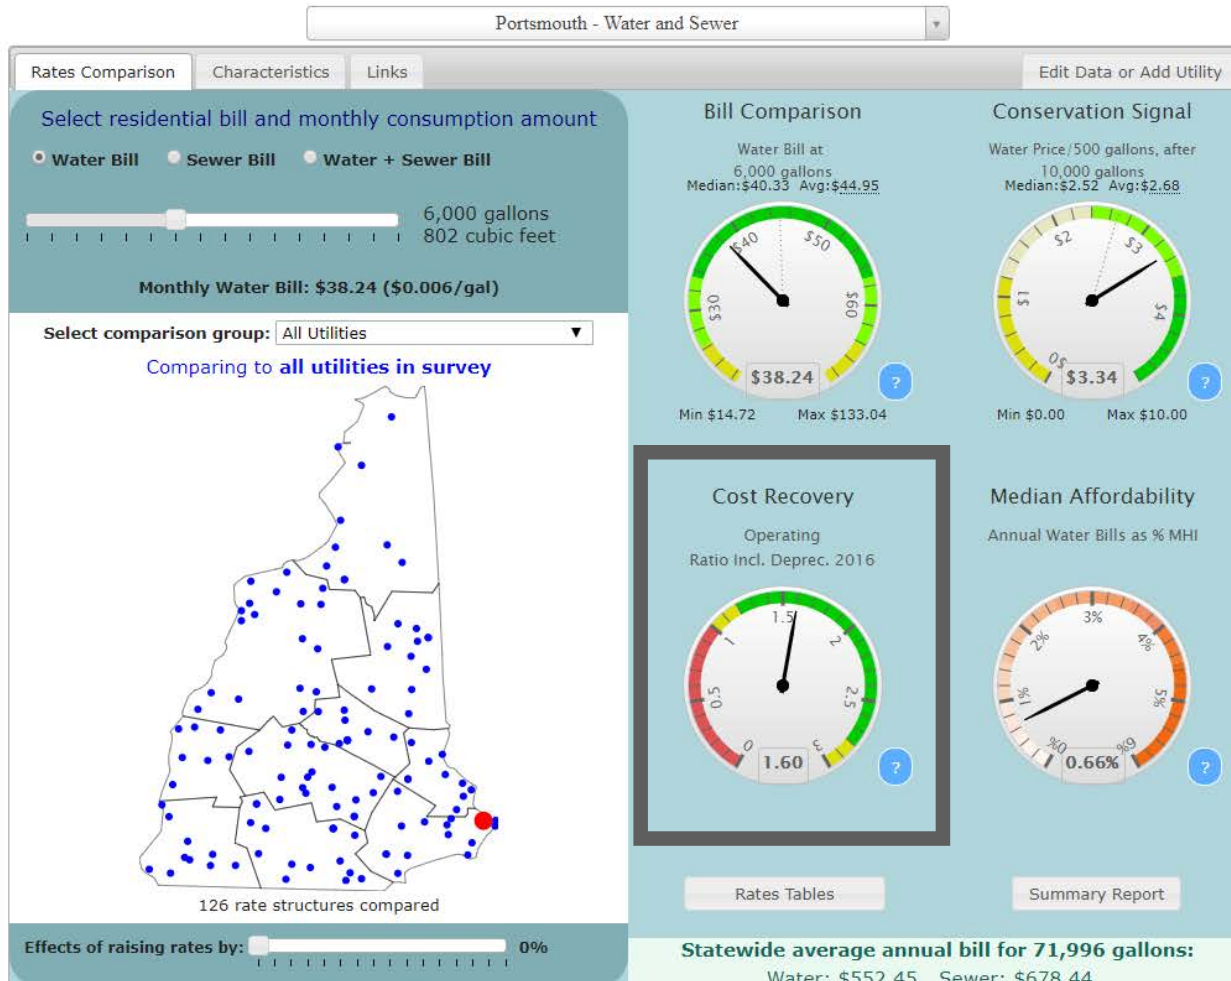 Portsmouth - Water and Sewer
Rates Comparison
Characteristics
Links
Edit Data or Add Utility
Select residential bill and monthly consumption amount
Water Bill
Sewer Bill
Water + Sewer Bill
6,000 gallons
802 cubic feet
Monthly Water Bill: $38.24 ($0.006/gal)
Select comparison group: All Utilities
Comparing to all utilities in survey
126 rate structures compared
Effects of raising rates by: 0%
Bill Comparison
Water Bill at
6,000 gallons
Median:$40.33 Avg:$44.95
$30
$40
$50
$60
$38.24
?
Min $14.72 Max $133.04
Conservation Signal
Water Price/500 gallons, after
10,000 gallons
Median:$2.52 Avg:$2.68
$0
$1
$2
$3
$4
$3.34
?
Min $0.00 Max $10.00
Cost Recovery
Operating
Ratio Incl. Deprec. 2016
0
0.5
1
1.5
2
2.5
3
1.60
?
Median Affordability
Annual Water Bills as % MHI
0%
1%
2%
3%
4%
5%
6%
0.66%
?
Rates Tables
Summary Report
Statewide average annual bill for 71,996 gallons:
Water: $552.45 Sewer: $678.44